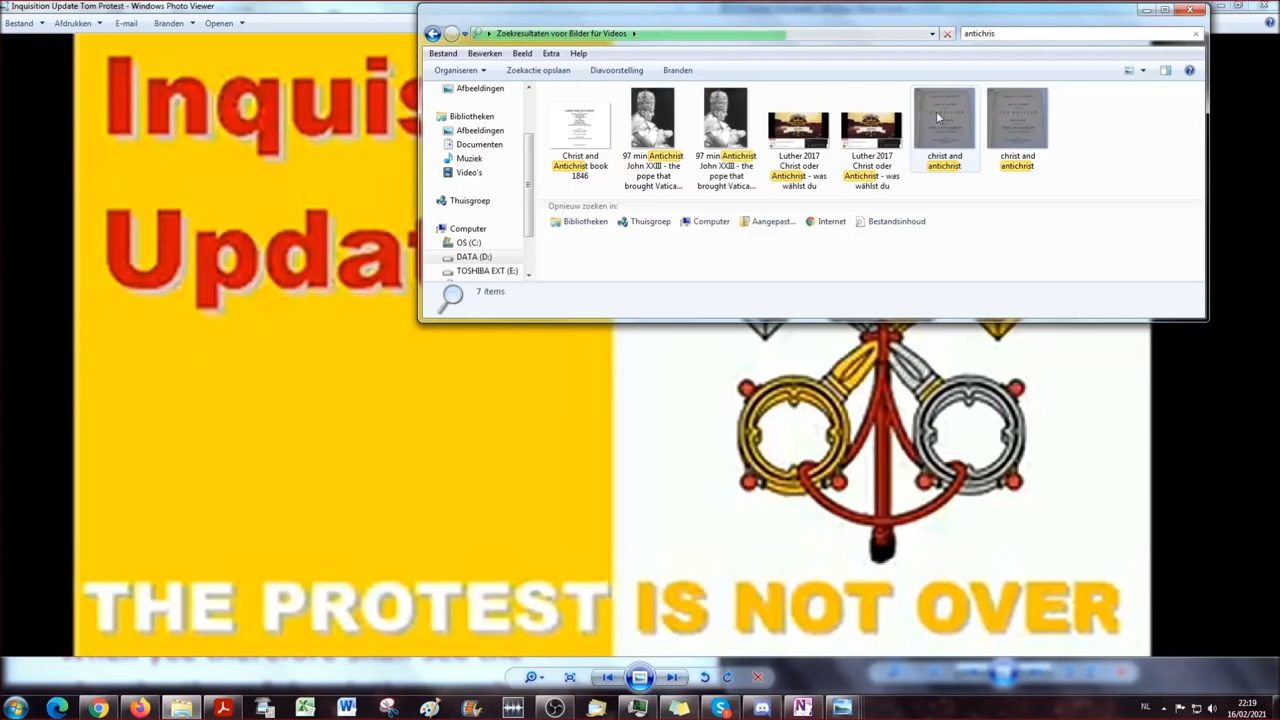 Inquisition Update Tom Protest - Windows Photo Viewer
Bestand Afdrukken E-mail Branden Openen
Zoekresultaten voor Bilder für Videos
antichris
Bestand Bewerken Beeld Extra Help
Organiseren Zoekactie opslaan Diavoorstelling Branden
Afbeeldingen
Bibliotheken
Afbeeldingen
Documenten
Muziek
Video's
Thuisgroep
Computer
OS (C:)
DATA (D:)
TOSHIBA EXT (E:)
Christ and
Antichrist book
1846
97 min Antichrist
John XXIII - the
pope that
brought Vatica...
97 min Antichrist
John XXIII - the
pope that
brought Vatica...
Luther 2017
Christ oder
Antichrist - was
wählst du
Luther 2017
Christ oder
Antichrist - was
wählst du
christ and
antichrist
christ and
antichrist
Opnieuw zoeken in:
Bibliotheken Thuisgroep Computer Aangepast... Internet Bestandsinhoud
7 items
Inquis
Updat
THE PROTEST IS NOT OVER
NL
22:19
16/02/2021